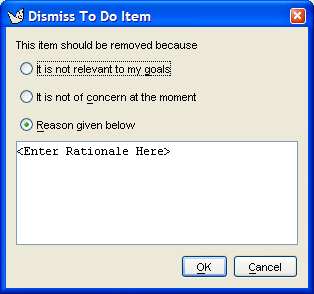 Dismiss To Do Item
This item should be removed because
It is not relevant to my goals
It is not of concern at the moment
Reason given below
<Enter Rationale Here>
OK
Cancel